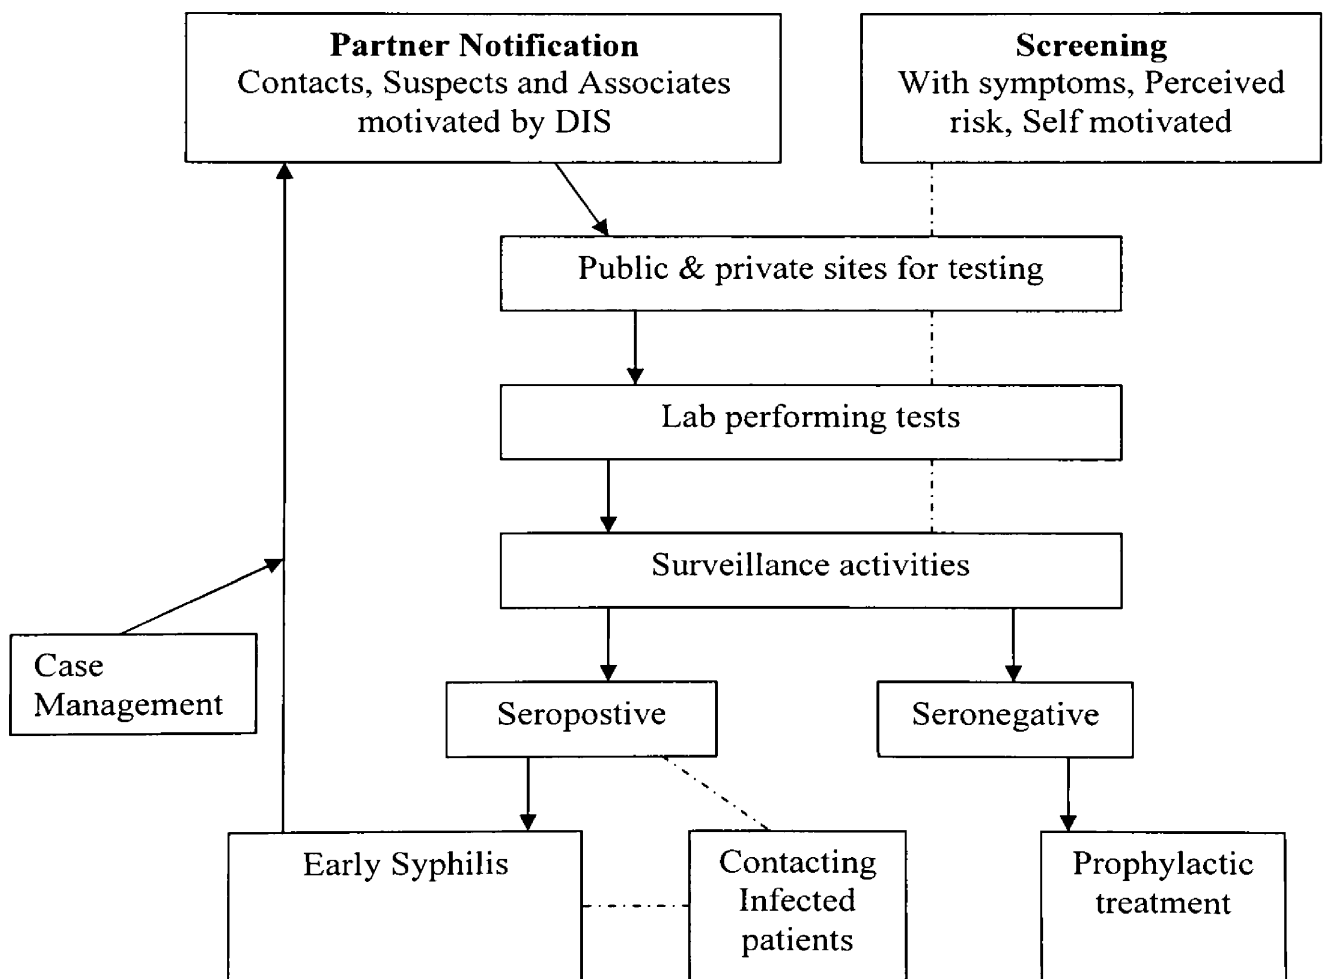 Partner Notification
Contacts, Suspects and Associates
motivated by DIS
Screening
With symptoms, Perceived
risk, Self motivated
Public & private sites for testing
Lab performing tests
Surveillance activities
Case
Management
Seropostive
Seronegative
Early Syphilis
Contacting
Infected
patients
Prophylactic
treatment